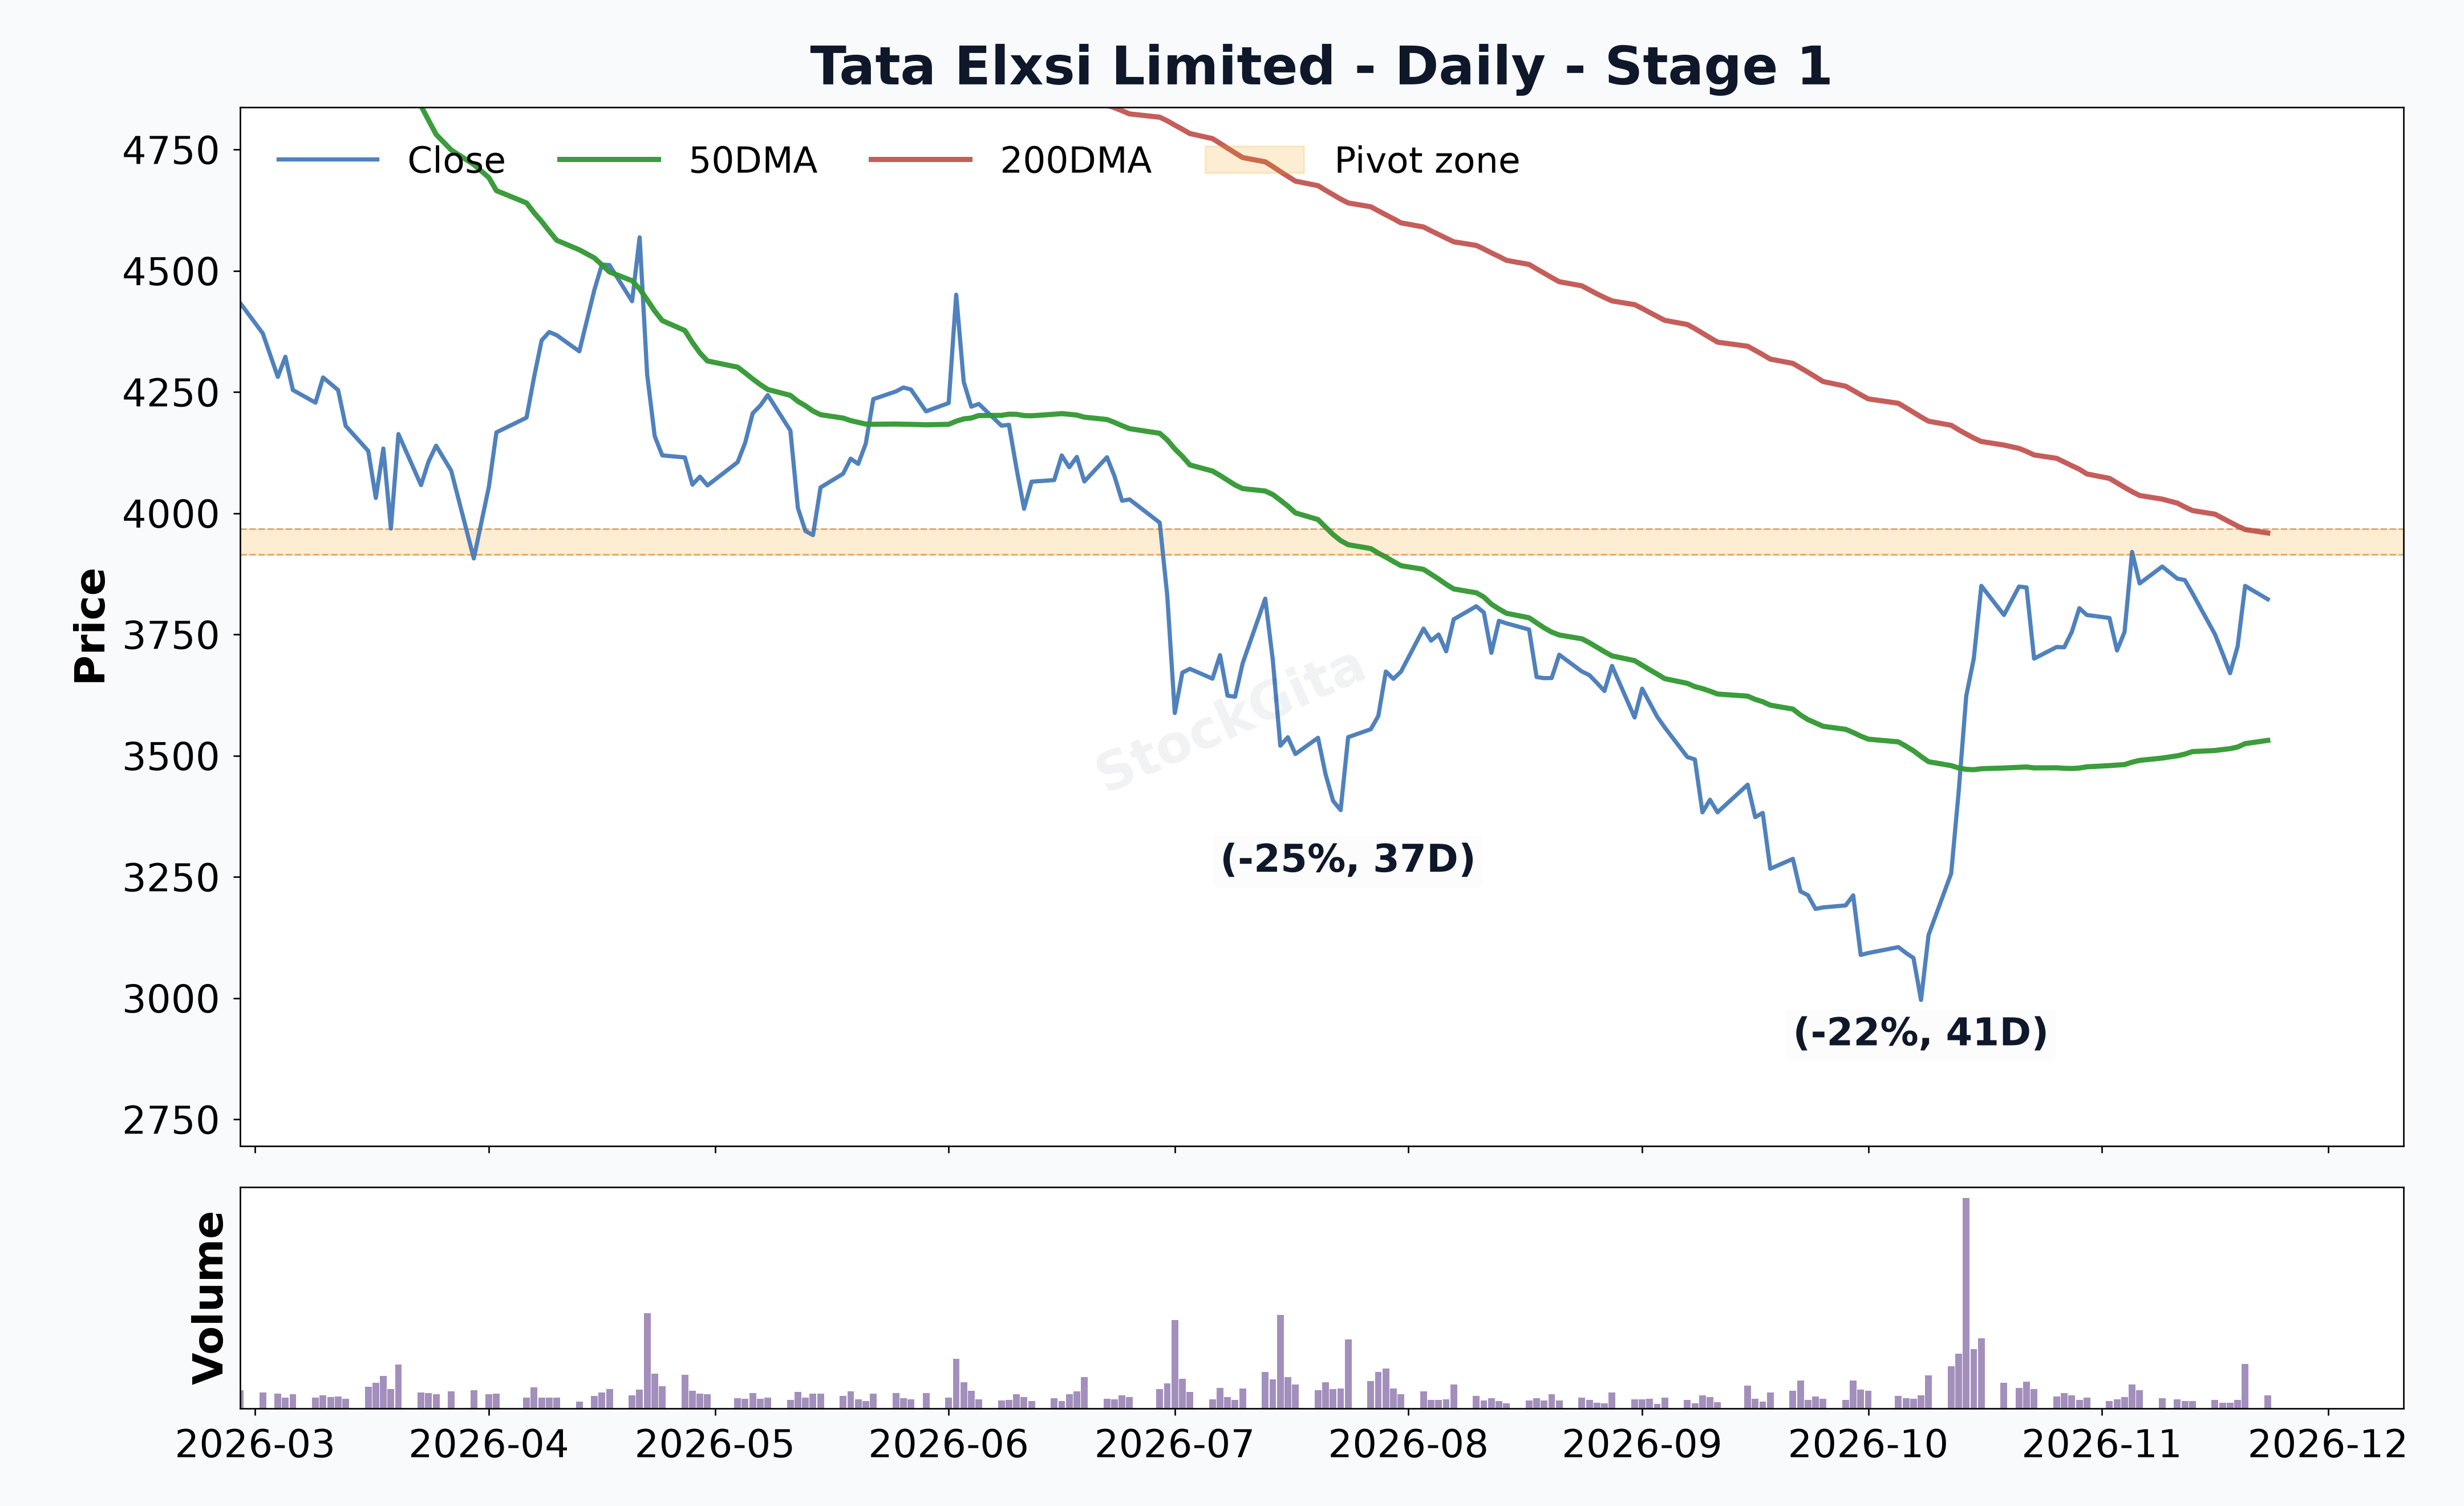 Tata Elxsi Limited - Daily - Stage 1
Close 50DMA 200DMA Pivot zone
4750
4500
4250
4000
3750
3500
3250
3000
2750
Price
StockGita
(-25%, 37D)
(-22%, 41D)
Volume
2026-03 2026-04 2026-05 2026-06 2026-07 2026-08 2026-09 2026-10 2026-11 2026-12